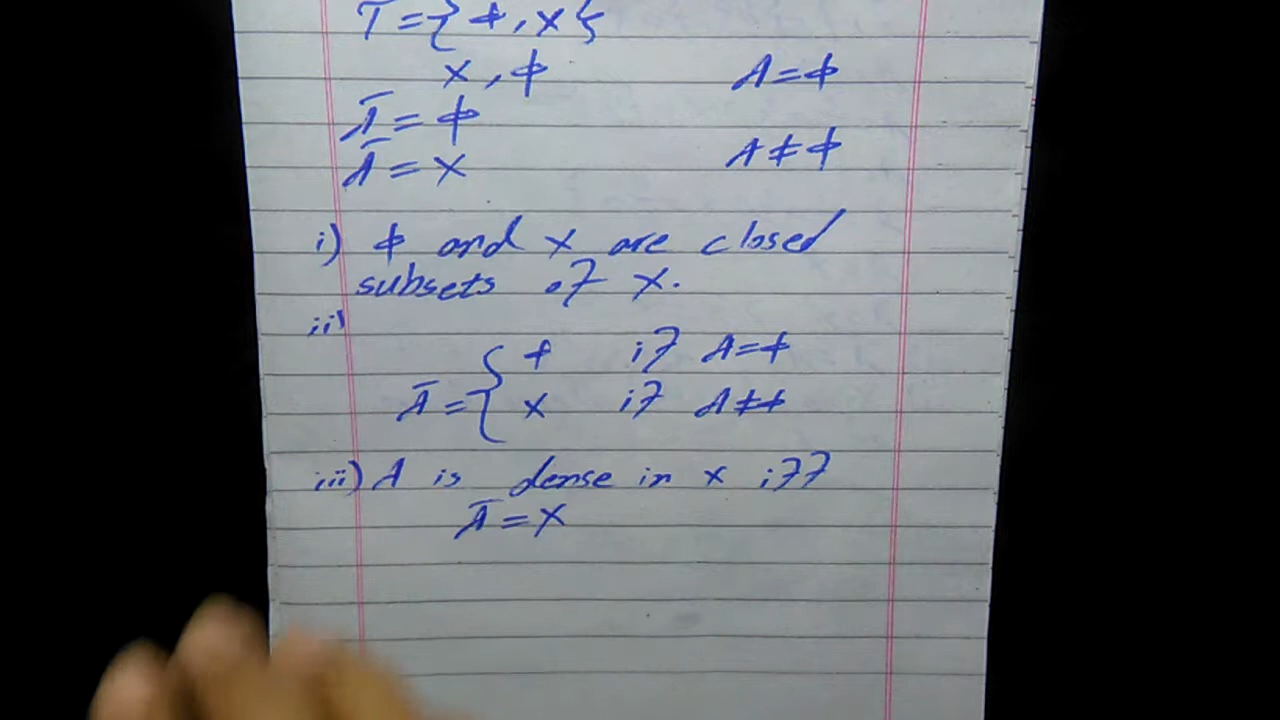 T = { ϕ , X }
X , ϕ A = ϕ
Ā = ϕ
Ā = X A ≠ ϕ
i) ϕ and X are closed
subsets of X.
ii)
ϕ if A = ϕ
Ā = { X if A ≠ ϕ
iii) A is dense in X iff
Ā = X